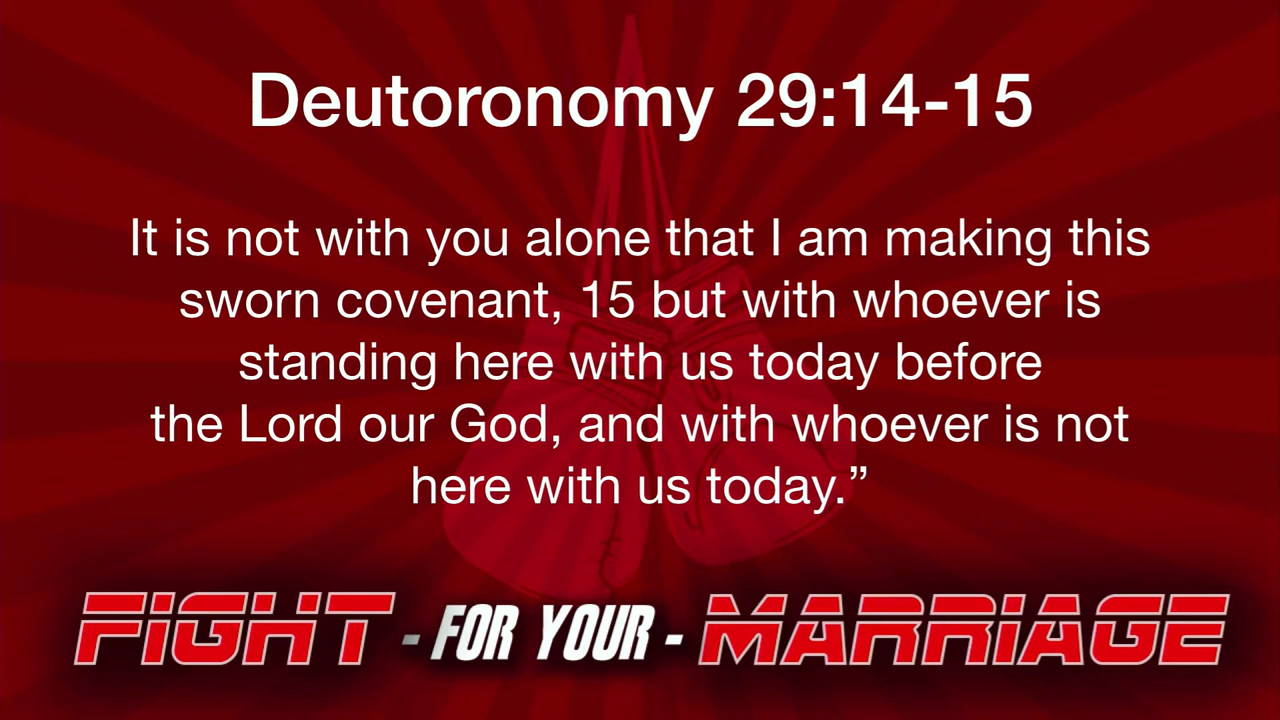 Deutoronomy 29:14-15
It is not with you alone that I am making this
sworn covenant, 15 but with whoever is
standing here with us today before
the Lord our God, and with whoever is not
here with us today.”
FIGHT - FOR YOUR - MARRIAGE